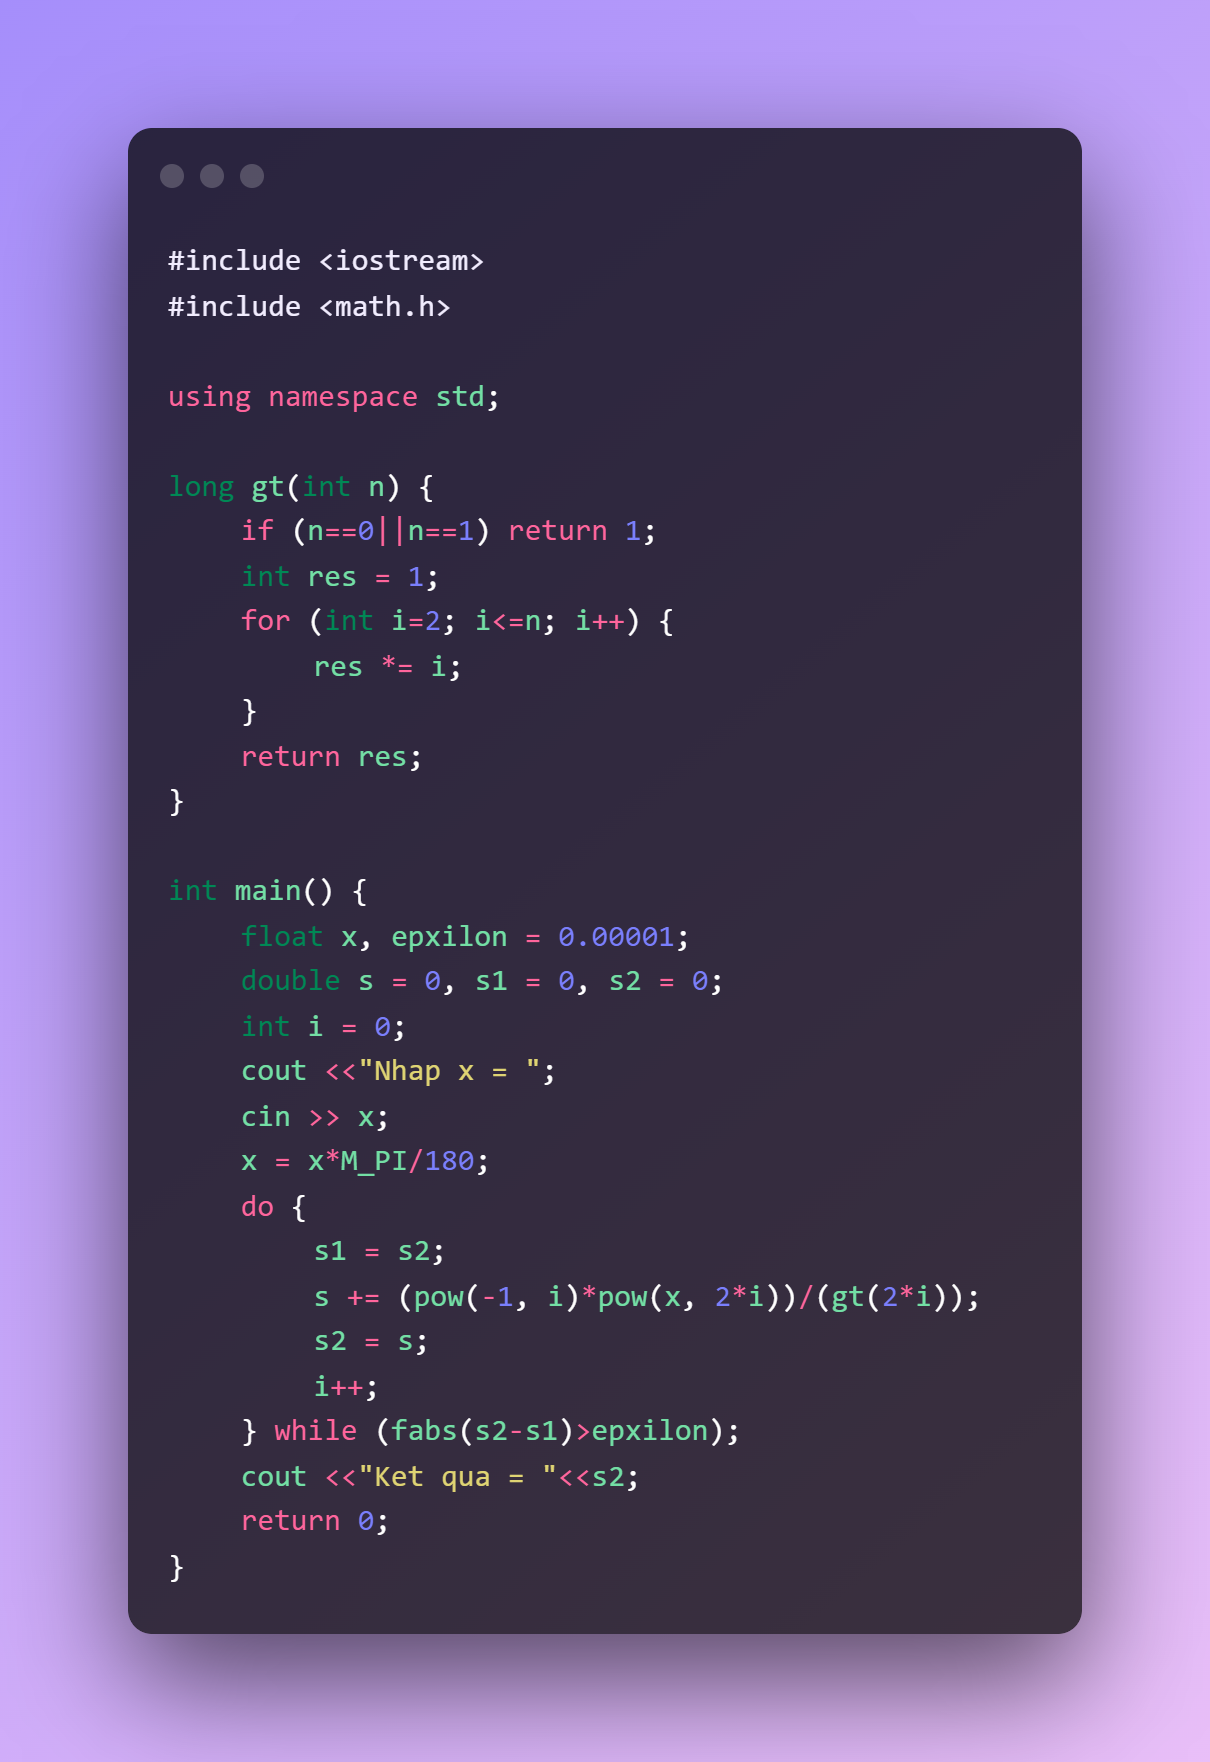 #include <iostream>
#include <math.h>

using namespace std;

long gt(int n) {
    if (n==0||n==1) return 1;
    int res = 1;
    for (int i=2; i<=n; i++) {
        res *= i;
    }
    return res;
}

int main() {
    float x, epxilon = 0.00001;
    double s = 0, s1 = 0, s2 = 0;
    int i = 0;
    cout <<"Nhap x = ";
    cin >> x;
    x = x*M_PI/180;
    do {
        s1 = s2;
        s += (pow(-1, i)*pow(x, 2*i))/(gt(2*i));
        s2 = s;
        i++;
    } while (fabs(s2-s1)>epxilon);
    cout <<"Ket qua = "<<s2;
    return 0;
}